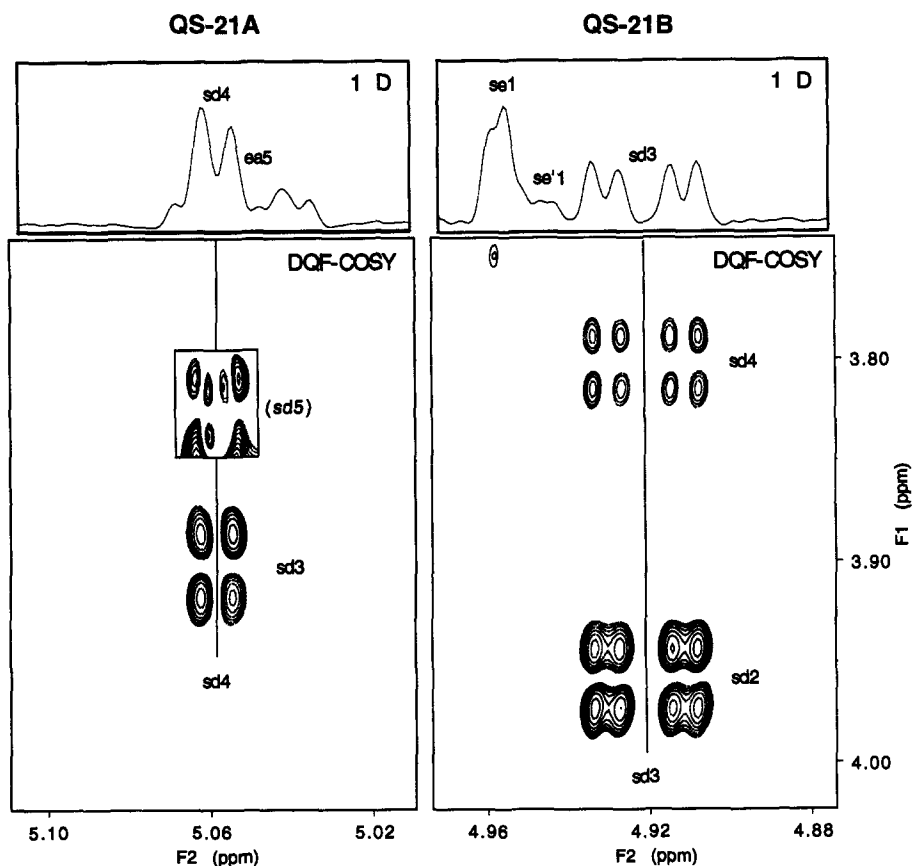 QS-21A
QS-21B
1 D
sd4
ea5
1 D
se1
se'1
sd3
DQF-COSY
(sd5)
sd3
sd4
DQF-COSY
sd4
sd2
sd3
3.80
3.90
4.00
F1 (ppm)
5.10 5.06 5.02
F2 (ppm)
4.96 4.92 4.88
F2 (ppm)